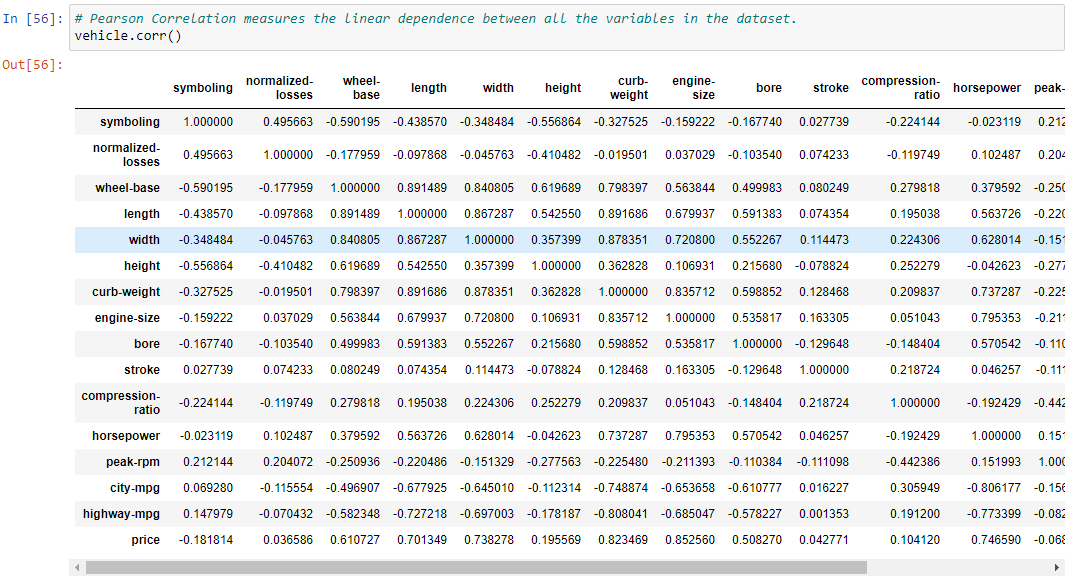 In [56]: # Pearson Correlation measures the linear dependence between all the variables in the dataset.
vehicle.corr()
Out[56]:
symboling normalized-losses wheel-base length width height curb-weight engine-size bore stroke compression-ratio horsepower peak-
symboling 1.000000 0.495663 -0.590195 -0.438570 -0.348484 -0.556864 -0.327525 -0.159222 -0.167740 0.027739 -0.224144 -0.023119 0.212
normalized-losses 0.495663 1.000000 -0.177959 -0.097868 -0.045763 -0.410482 -0.019501 0.037029 -0.103540 0.074233 -0.119749 0.102487 0.204
wheel-base -0.590195 -0.177959 1.000000 0.891489 0.840805 0.619689 0.798397 0.563844 0.499983 0.080249 0.279818 0.379592 -0.250
length -0.438570 -0.097868 0.891489 1.000000 0.867287 0.542550 0.891686 0.679937 0.591383 0.074354 0.195038 0.563726 -0.220
width -0.348484 -0.045763 0.840805 0.867287 1.000000 0.357399 0.878351 0.720800 0.552267 0.114473 0.224306 0.628014 -0.151
height -0.556864 -0.410482 0.619689 0.542550 0.357399 1.000000 0.362828 0.106931 0.215680 -0.078824 0.252279 -0.042623 -0.277
curb-weight -0.327525 -0.019501 0.798397 0.891686 0.878351 0.362828 1.000000 0.835712 0.598852 0.128468 0.209837 0.737287 -0.225
engine-size -0.159222 0.037029 0.563844 0.679937 0.720800 0.106931 0.835712 1.000000 0.535817 0.163305 0.051043 0.795353 -0.211
bore -0.167740 -0.103540 0.499983 0.591383 0.552267 0.215680 0.598852 0.535817 1.000000 -0.129648 -0.148404 0.570542 -0.110
stroke 0.027739 0.074233 0.080249 0.074354 0.114473 -0.078824 0.128468 0.163305 -0.129648 1.000000 0.218724 0.046257 -0.111
compression-ratio -0.224144 -0.119749 0.279818 0.195038 0.224306 0.252279 0.209837 0.051043 -0.148404 0.218724 1.000000 -0.192429 -0.442
horsepower -0.023119 0.102487 0.379592 0.563726 0.628014 -0.042623 0.737287 0.795353 0.570542 0.046257 -0.192429 1.000000 0.151
peak-rpm 0.212144 0.204072 -0.250936 -0.220486 -0.151329 -0.277563 -0.225480 -0.211393 -0.110384 -0.111098 -0.442386 0.151993 1.000
city-mpg 0.069280 -0.115554 -0.496907 -0.677925 -0.645010 -0.112314 -0.748874 -0.653658 -0.610777 0.016227 0.305949 -0.806177 -0.156
highway-mpg 0.147979 -0.070432 -0.582348 -0.727218 -0.697003 -0.178187 -0.808041 -0.685047 -0.578227 0.001353 0.191200 -0.773399 -0.082
price -0.181814 0.036586 0.610727 0.701349 0.738278 0.195569 0.823469 0.852560 0.508270 0.042771 0.104120 0.746590 -0.068